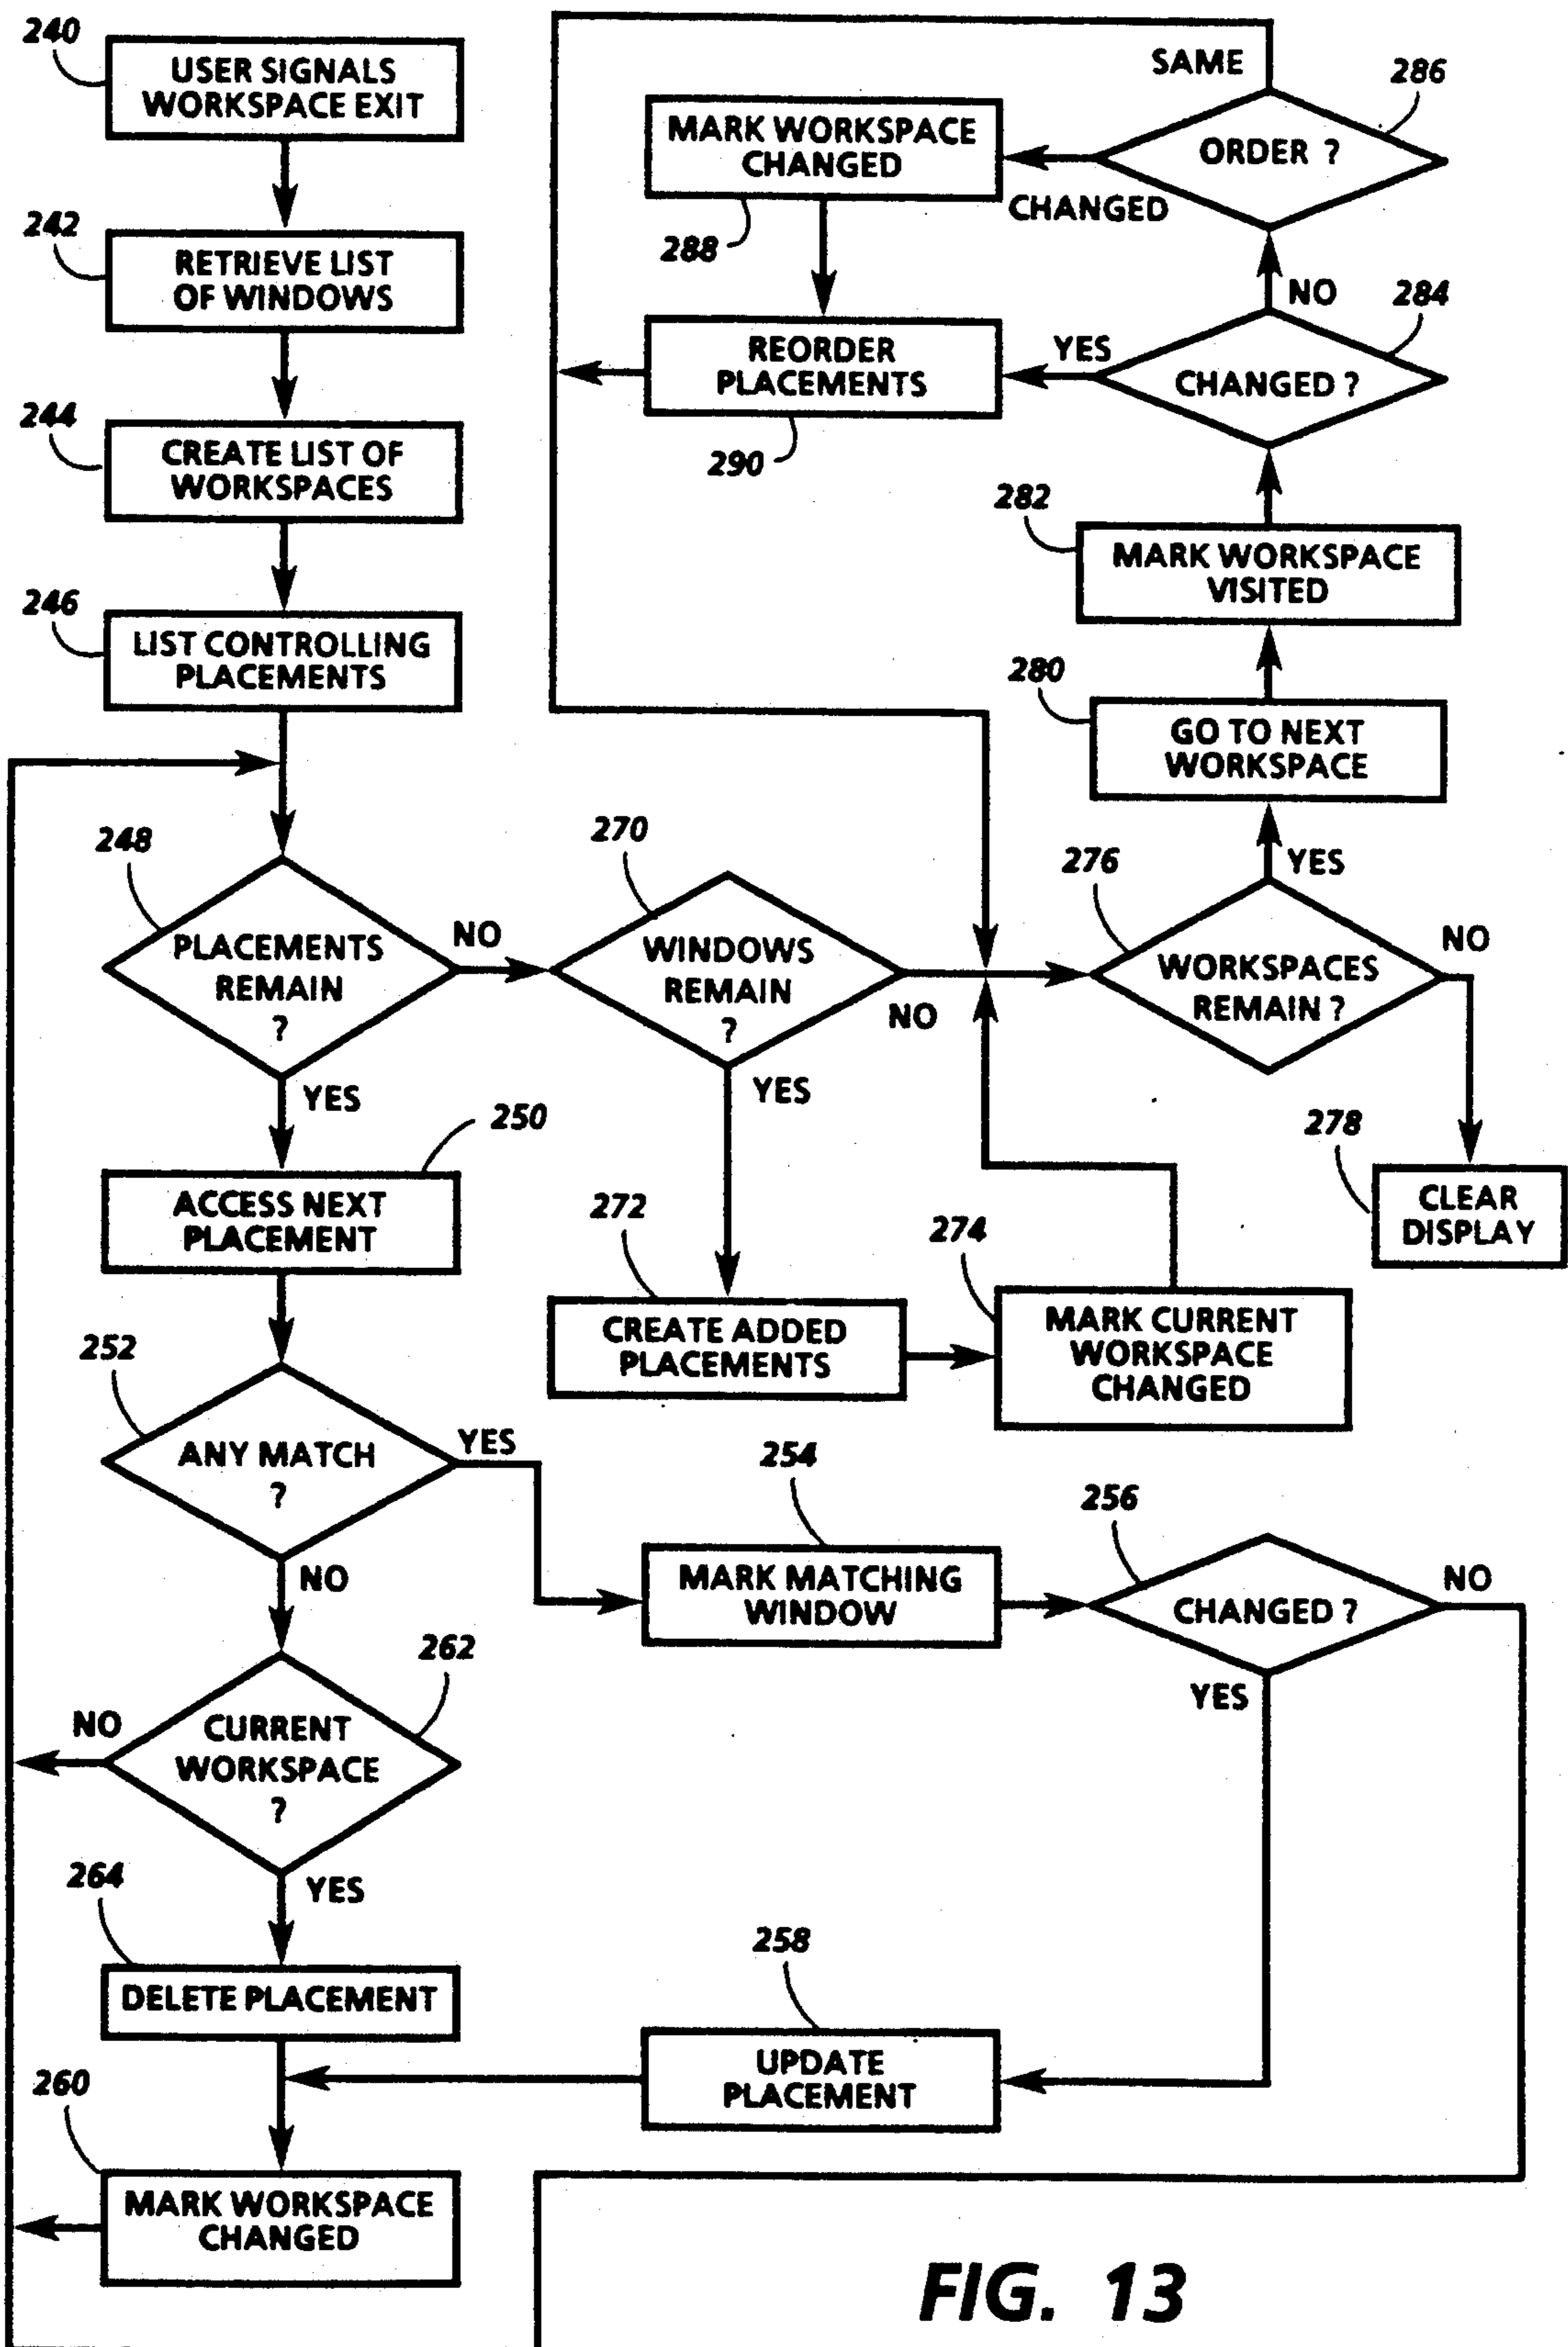 240
USER SIGNALS
WORKSPACE EXIT
242
RETRIEVE LIST
OF WINDOWS
244
CREATE LIST OF
WORKSPACES
246
LIST CONTROLLING
PLACEMENTS
248
PLACEMENTS
REMAIN
?
NO
YES
250
ACCESS NEXT
PLACEMENT
252
ANY MATCH
?
YES
NO
262
CURRENT
WORKSPACE
?
NO
YES
264
DELETE PLACEMENT
260
MARK WORKSPACE
CHANGED
254
MARK MATCHING
WINDOW
256
CHANGED ?
NO
YES
258
UPDATE
PLACEMENT
270
WINDOWS
REMAIN
?
NO
YES
272
CREATE ADDED
PLACEMENTS
274
MARK CURRENT
WORKSPACE
CHANGED
276
WORKSPACES
REMAIN ?
NO
YES
278
CLEAR
DISPLAY
280
GO TO NEXT
WORKSPACE
282
MARK WORKSPACE
VISITED
284
CHANGED ?
YES
NO
286
ORDER ?
SAME
CHANGED
MARK WORKSPACE
CHANGED
288
REORDER
PLACEMENTS
290
FIG. 13